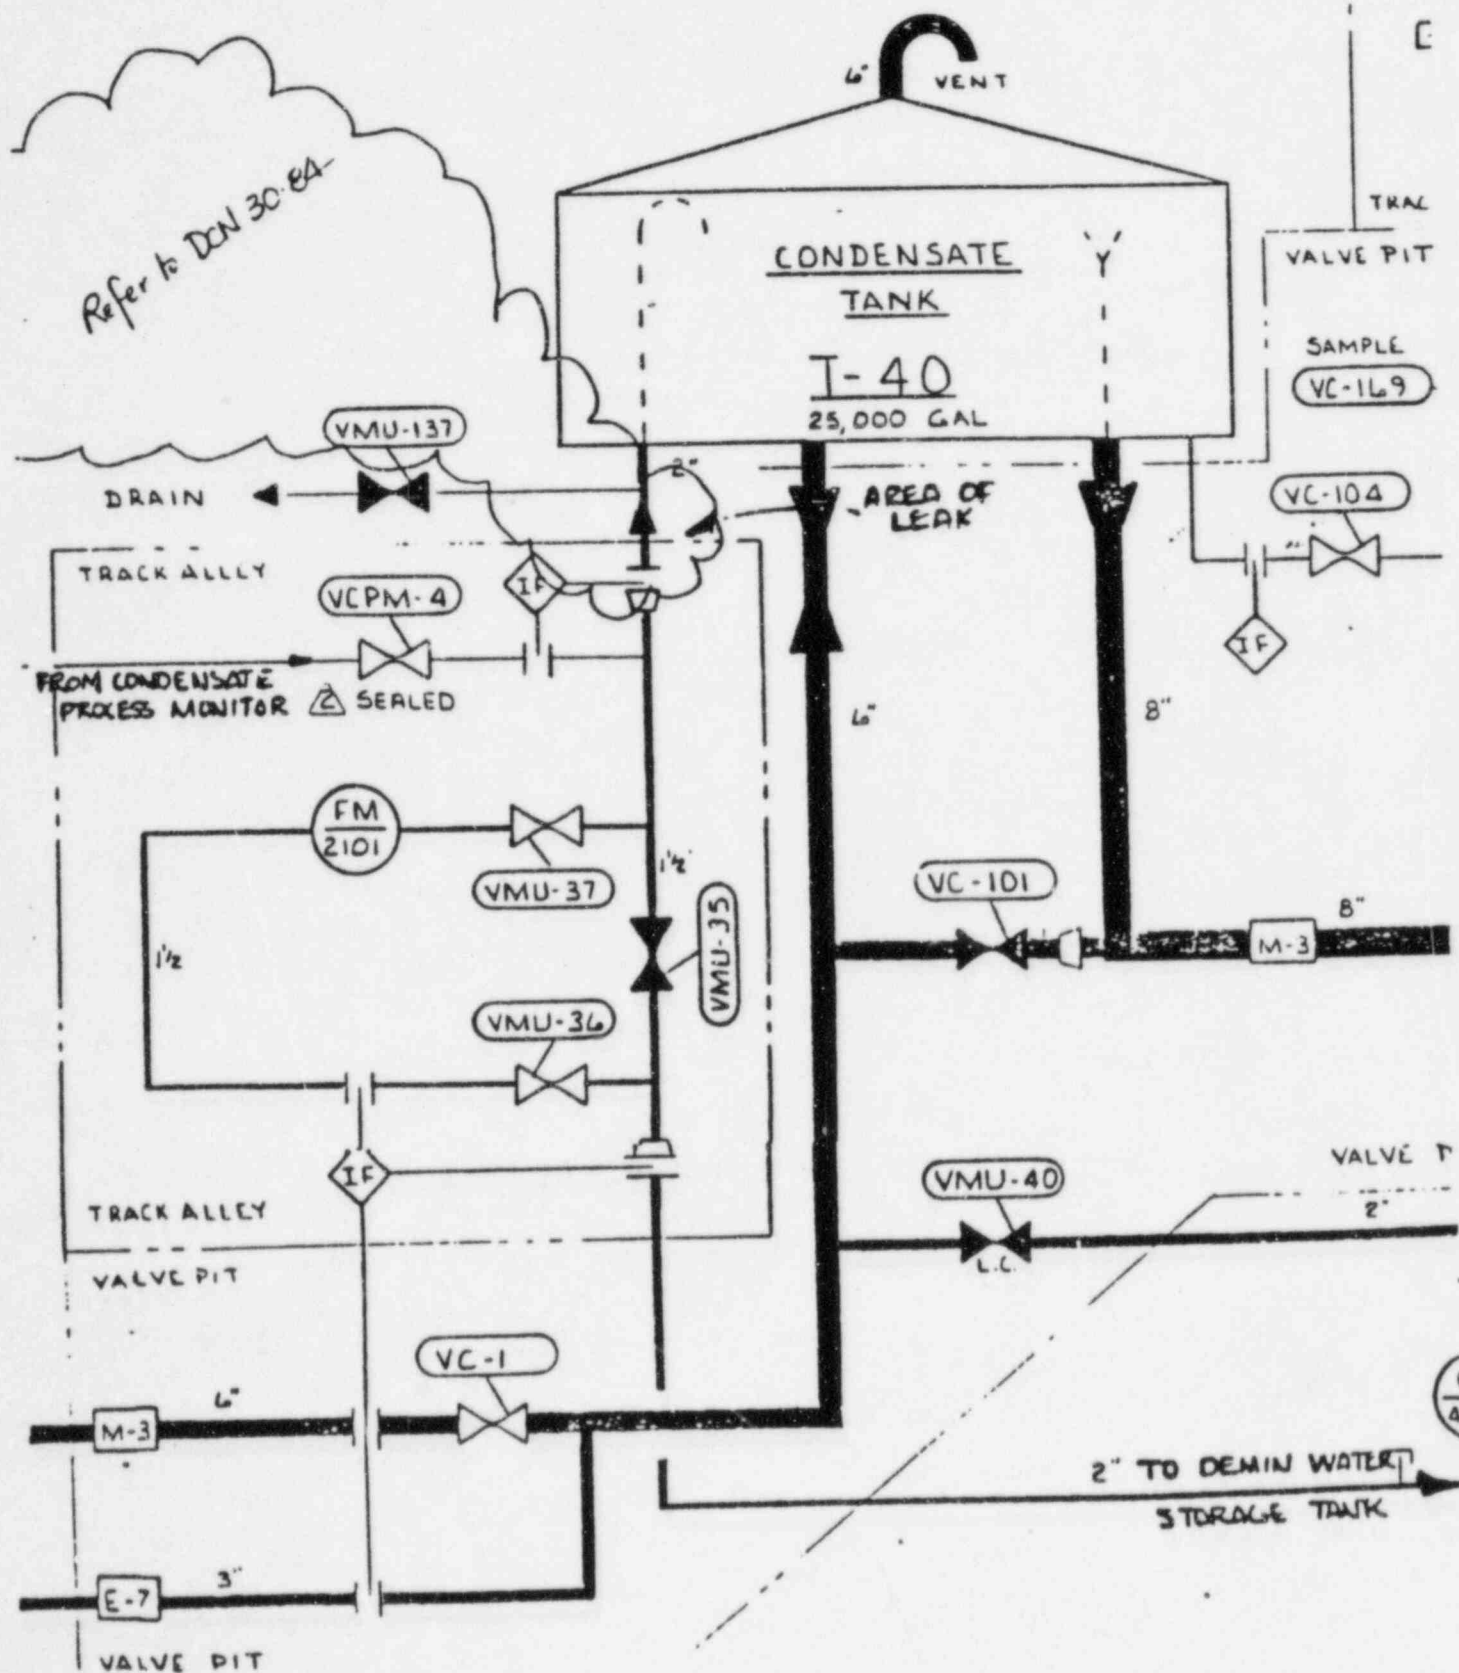 6" VENT
Refer to DCN 30-84
TRAC
VALVE PIT
CONDENSATE
TANK
T-40
25,000 GAL
SAMPLE
VC-169
VMU-137
2"
DRAIN
AREA OF
LEAK
VC-104
TRACK ALLLY
VCPM-4
IF
IF
FROM CONDENSATE
PROCESS MONITOR 2 SEALED
6"
8"
FM
2101
VMU-37
1½"
VC-101
8"
M-3
VMU-35
1½
VMU-36
IF
VMU-40
L.C.
VALVE
2"
TRACK ALLEY
VALVE PIT
VC-1
6"
M-3
2" TO DEMIN WATER
STORAGE TANK
3"
E-7
VALVE PIT